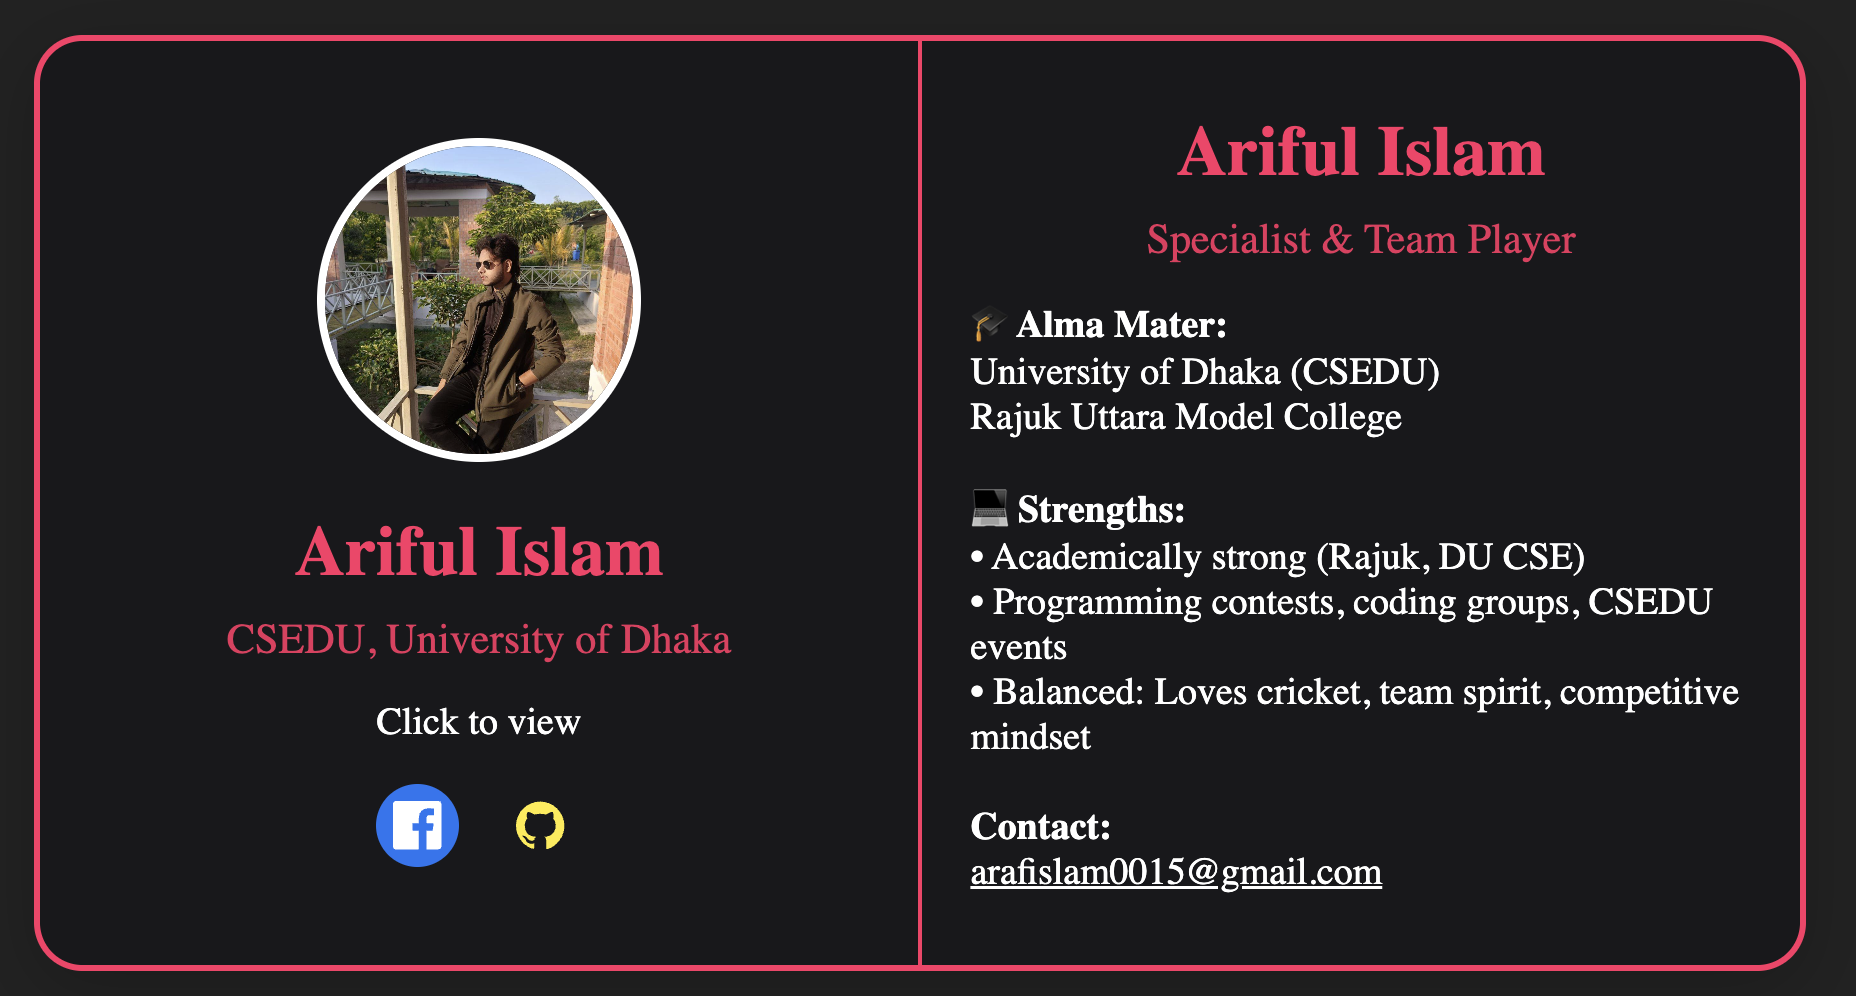 Ariful Islam
CSEDU, University of Dhaka
Click to view
Ariful Islam
Specialist & Team Player
🎓 Alma Mater:
University of Dhaka (CSEDU)
Rajuk Uttara Model College
💻 Strengths:
• Academically strong (Rajuk, DU CSE)
• Programming contests, coding groups, CSEDU
events
• Balanced: Loves cricket, team spirit, competitive
mindset
Contact:
arafislam0015@gmail.com